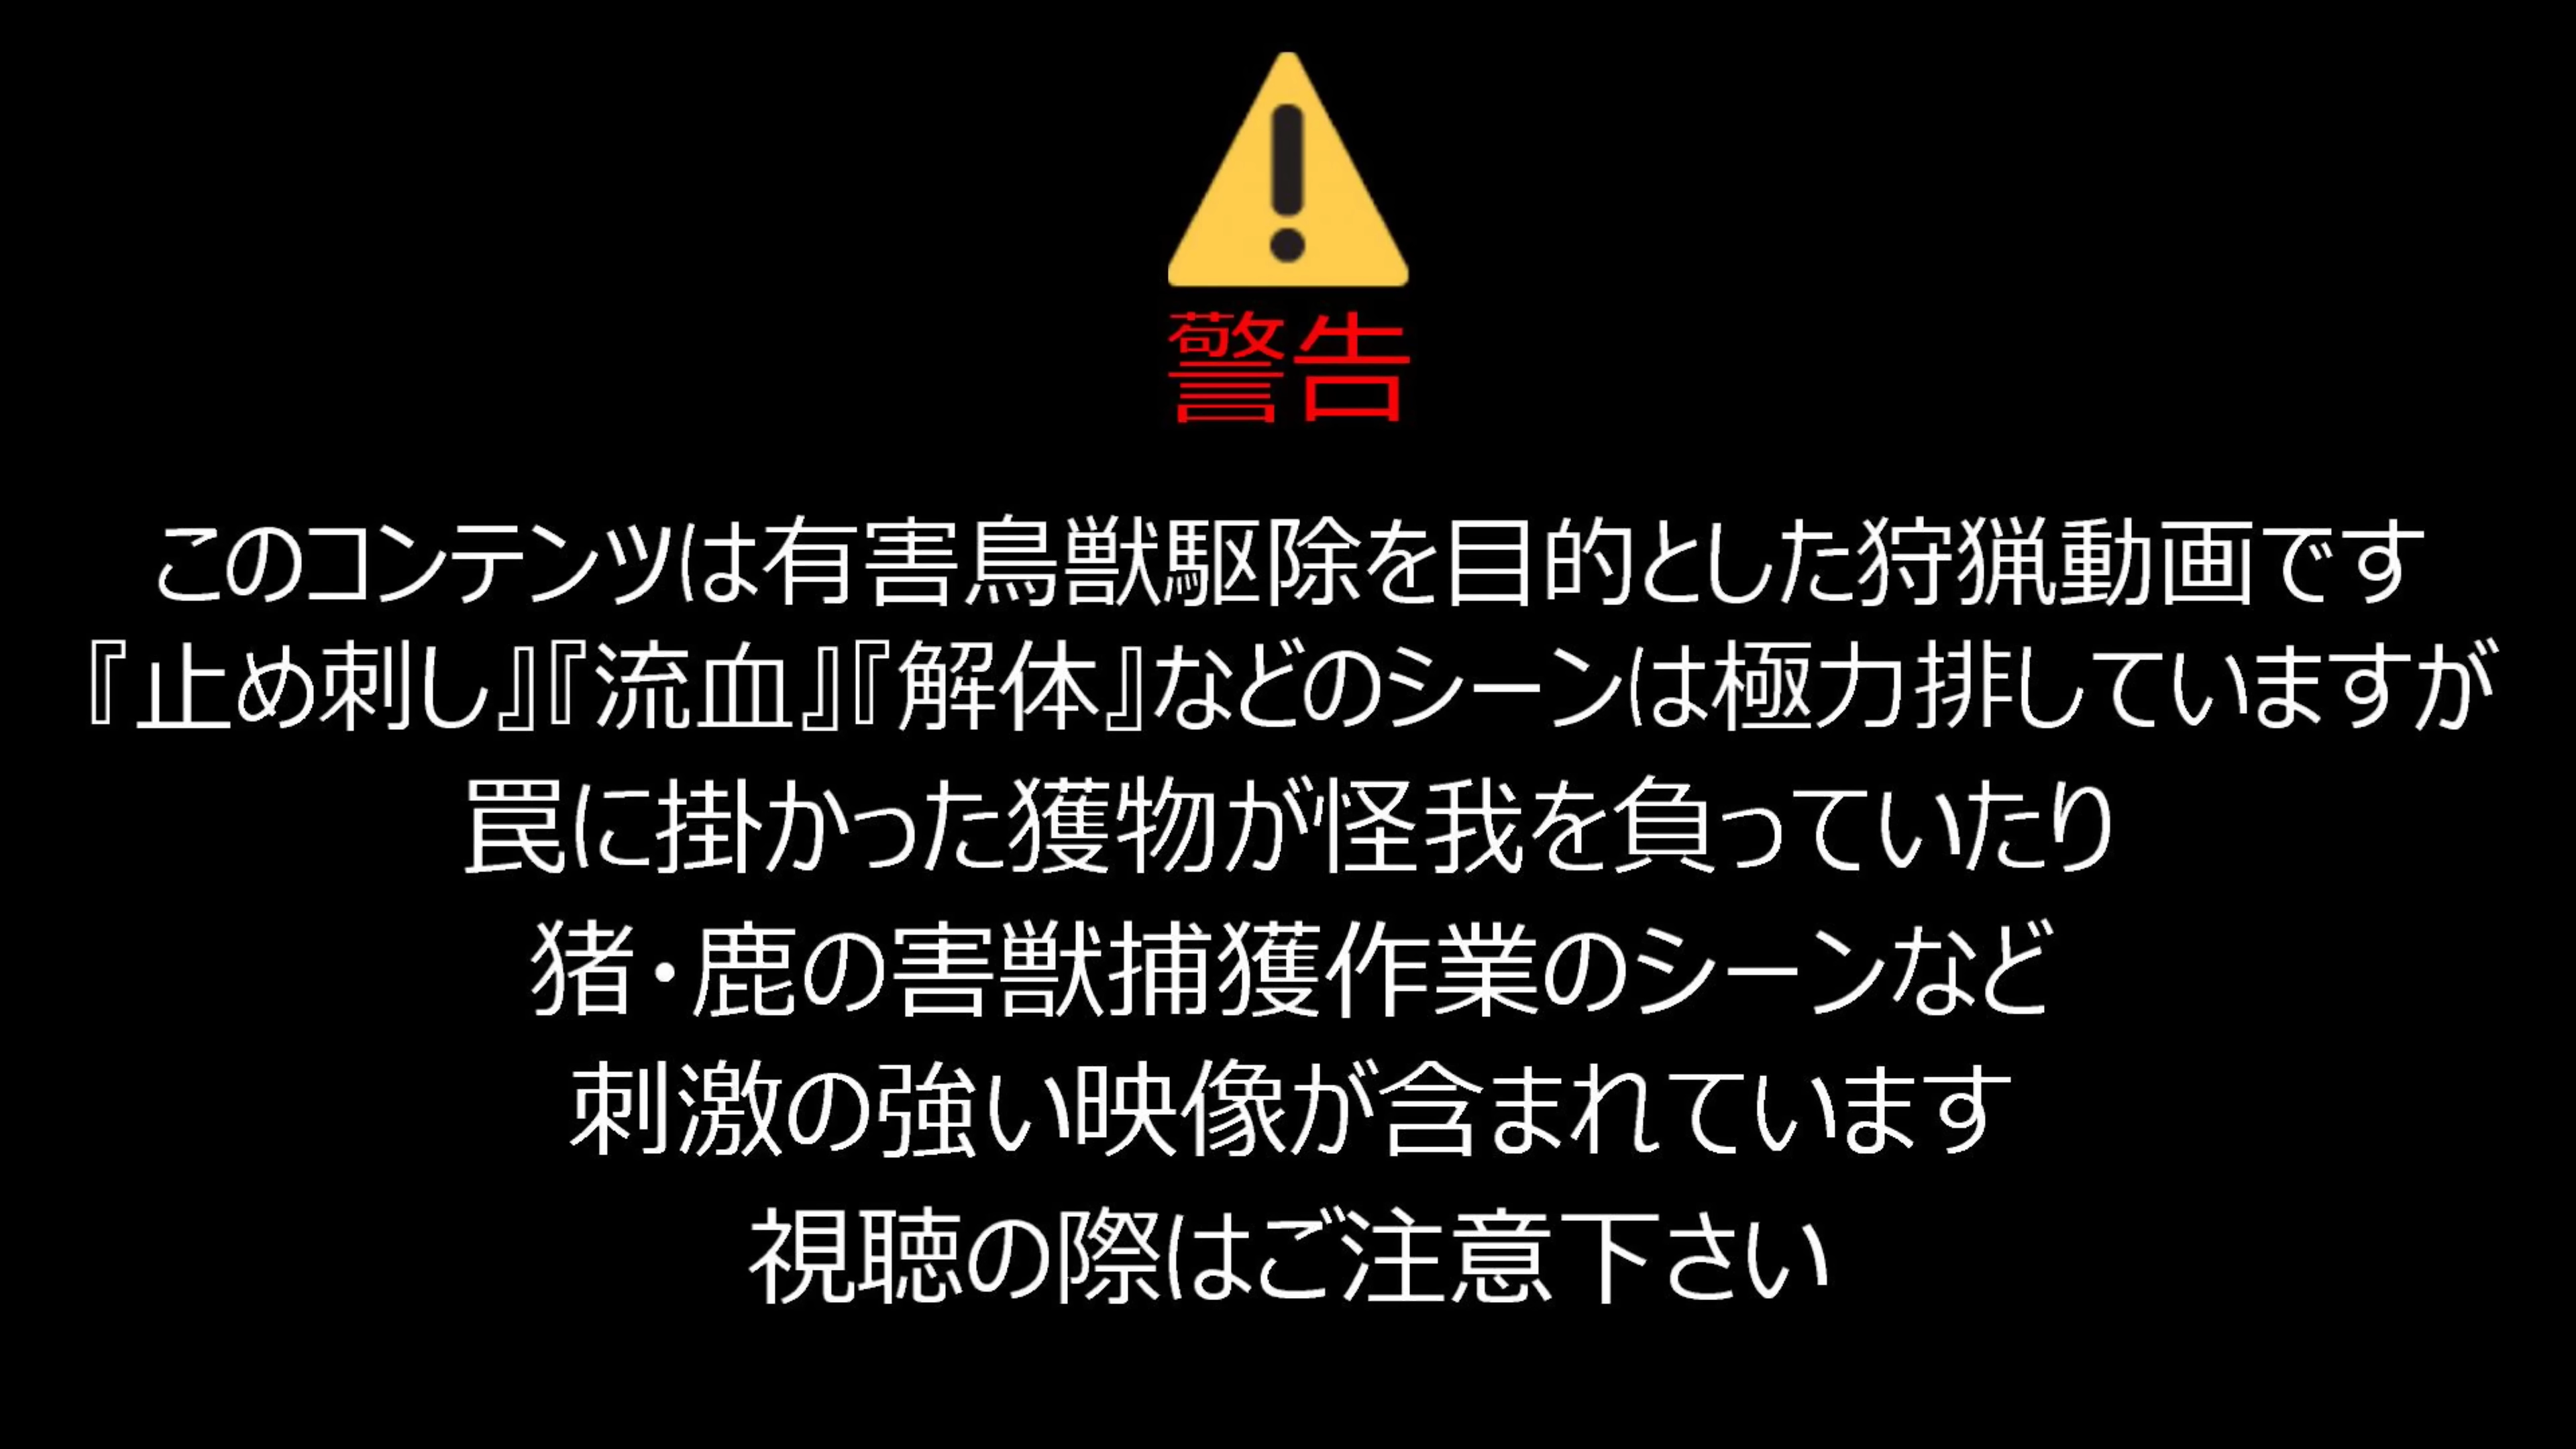 警告
このコンテンツは有害鳥獣駆除を目的とした狩猟動画です
『止め刺し』『流血』『解体』などのシーンは極力排していますが
罠に掛かった獲物が怪我を負っていたり
猪・鹿の害獣捕獲作業のシーンなど
刺激の強い映像が含まれています
視聴の際はご注意下さい